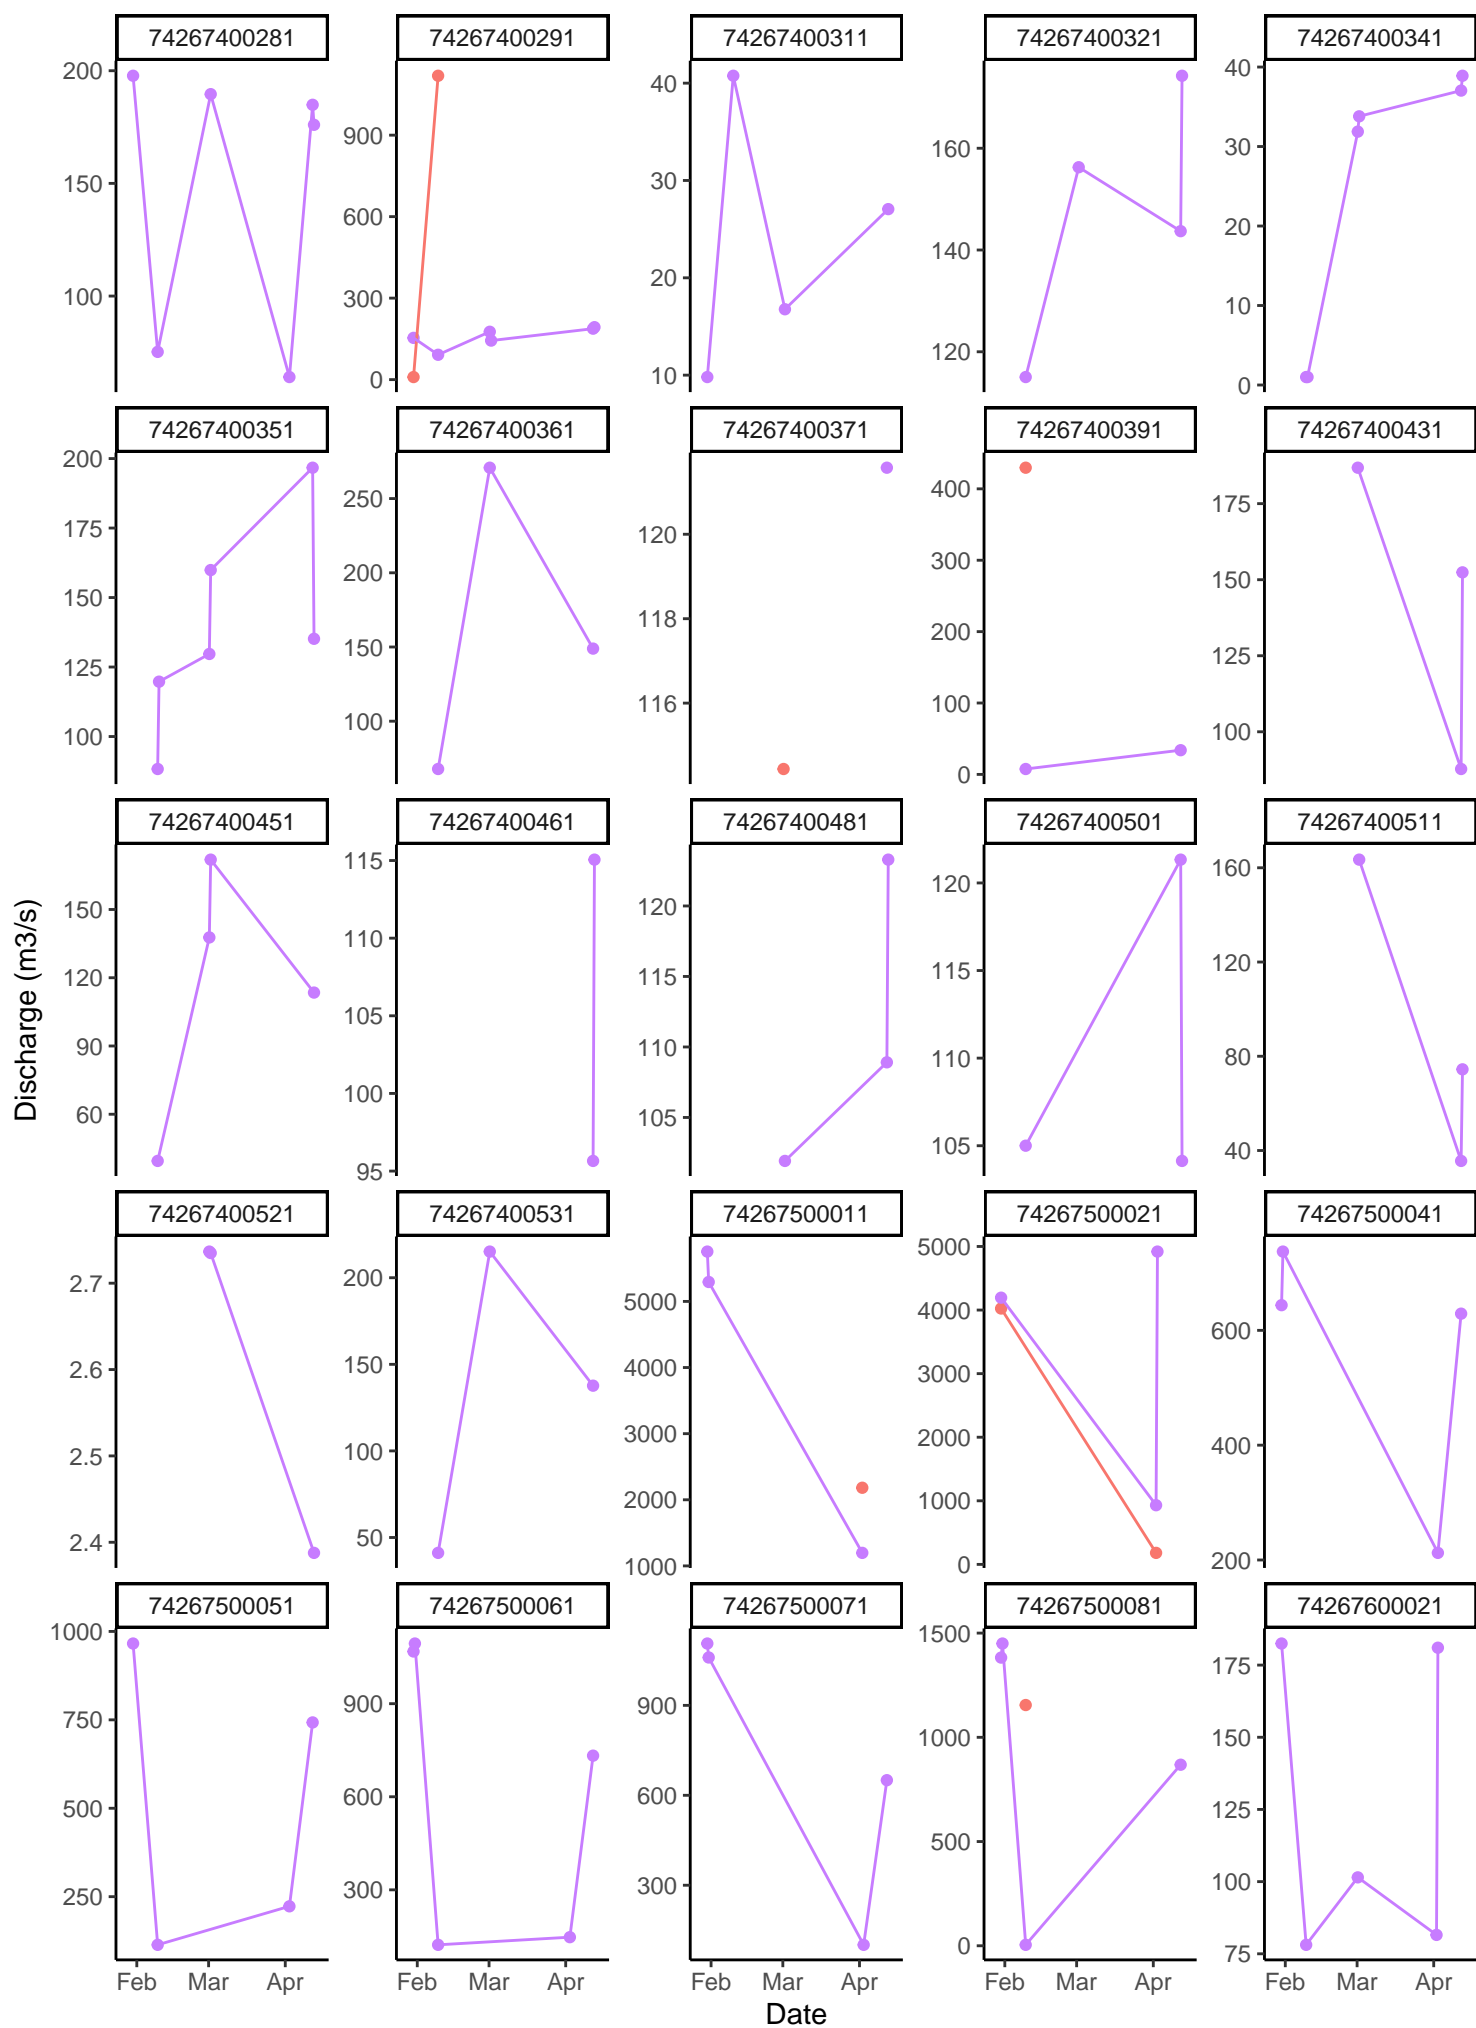 74267400281 74267400291 74267400311 74267400321 74267400341
200 150 100
900 600 300 0
40 30 20 10
160 140 120
40 30 20 10 0
74267400351 74267400361 74267400371 74267400391 74267400431
200 175 150 125 100
250 200 150 100
120 118 116
400 300 200 100 0
175 150 125 100
74267400451 74267400461 74267400481 74267400501 74267400511
150 120 90 60
115 110 105 100 95
120 115 110 105
120 115 110 105
160 120 80 40
74267400521 74267400531 74267500011 74267500021 74267500041
2.7 2.6 2.5 2.4
200 150 100 50
5000 4000 3000 2000 1000
5000 4000 3000 2000 1000 0
600 400 200
74267500051 74267500061 74267500071 74267500081 74267600021
1000 750 500 250
900 600 300
900 600 300
1500 1000 500 0
175 150 125 100 75
Feb Mar Apr Feb Mar Apr Feb Mar Apr Feb Mar Apr Feb Mar Apr
Date
Discharge (m3/s)